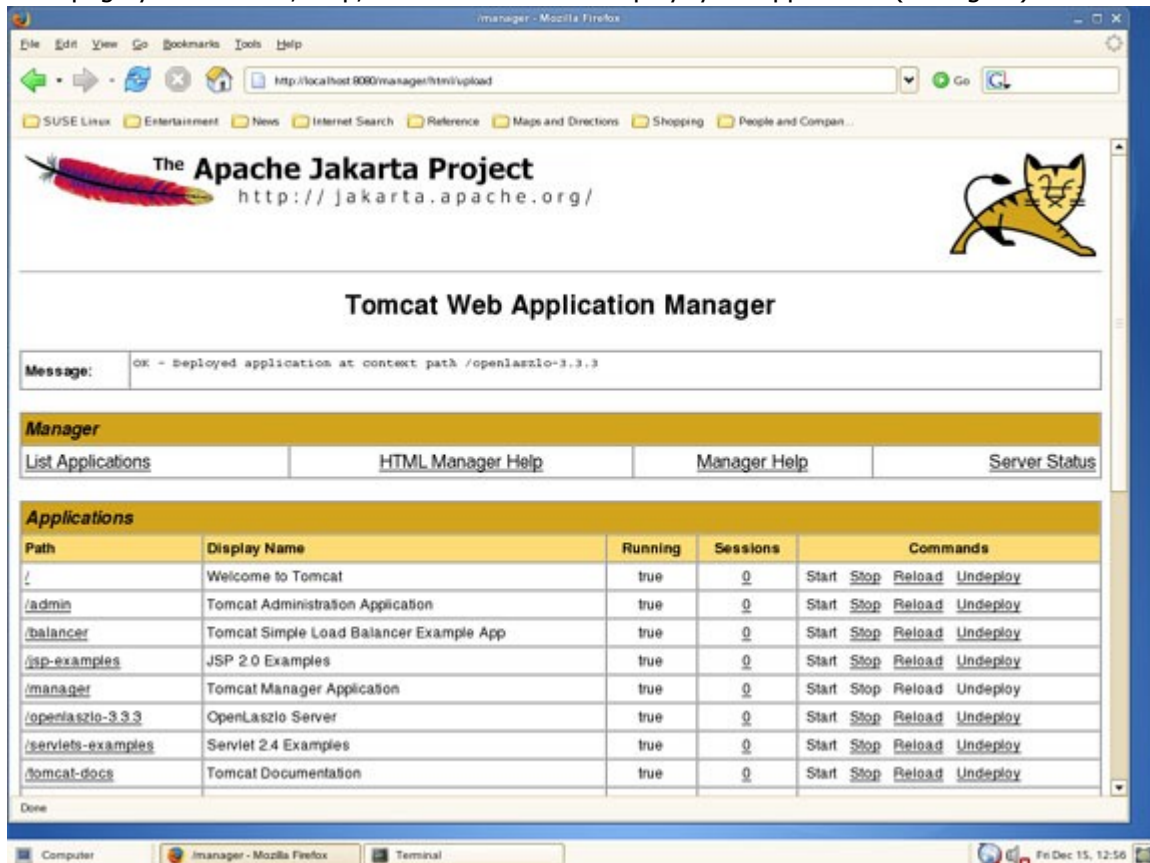 /manager - Mozilla Firefox
File Edit View Go Bookmarks Tools Help
http://localhost:8080/manager/html/upload Go G
SUSE Linux Entertainment News Internet Search Reference Maps and Directions Shopping People and Compan...
The Apache Jakarta Project
http://jakarta.apache.org/
Tomcat Web Application Manager
Message: OK - Deployed application at context path /openlaszlo-3.3.3
Manager
List Applications HTML Manager Help Manager Help Server Status
Applications
Path Display Name Running Sessions Commands
/ Welcome to Tomcat true 0 Start Stop Reload Undeploy
/admin Tomcat Administration Application true 0 Start Stop Reload Undeploy
/balancer Tomcat Simple Load Balancer Example App true 0 Start Stop Reload Undeploy
/jsp-examples JSP 2.0 Examples true 0 Start Stop Reload Undeploy
/manager Tomcat Manager Application true 0 Start Stop Reload Undeploy
/openlaszlo-3.3.3 OpenLaszlo Server true 0 Start Stop Reload Undeploy
/servlets-examples Servlet 2.4 Examples true 0 Start Stop Reload Undeploy
/tomcat-docs Tomcat Documentation true 0 Start Stop Reload Undeploy
Done
Computer /manager - Mozilla Firefox Terminal Fri Dec 15, 12:56